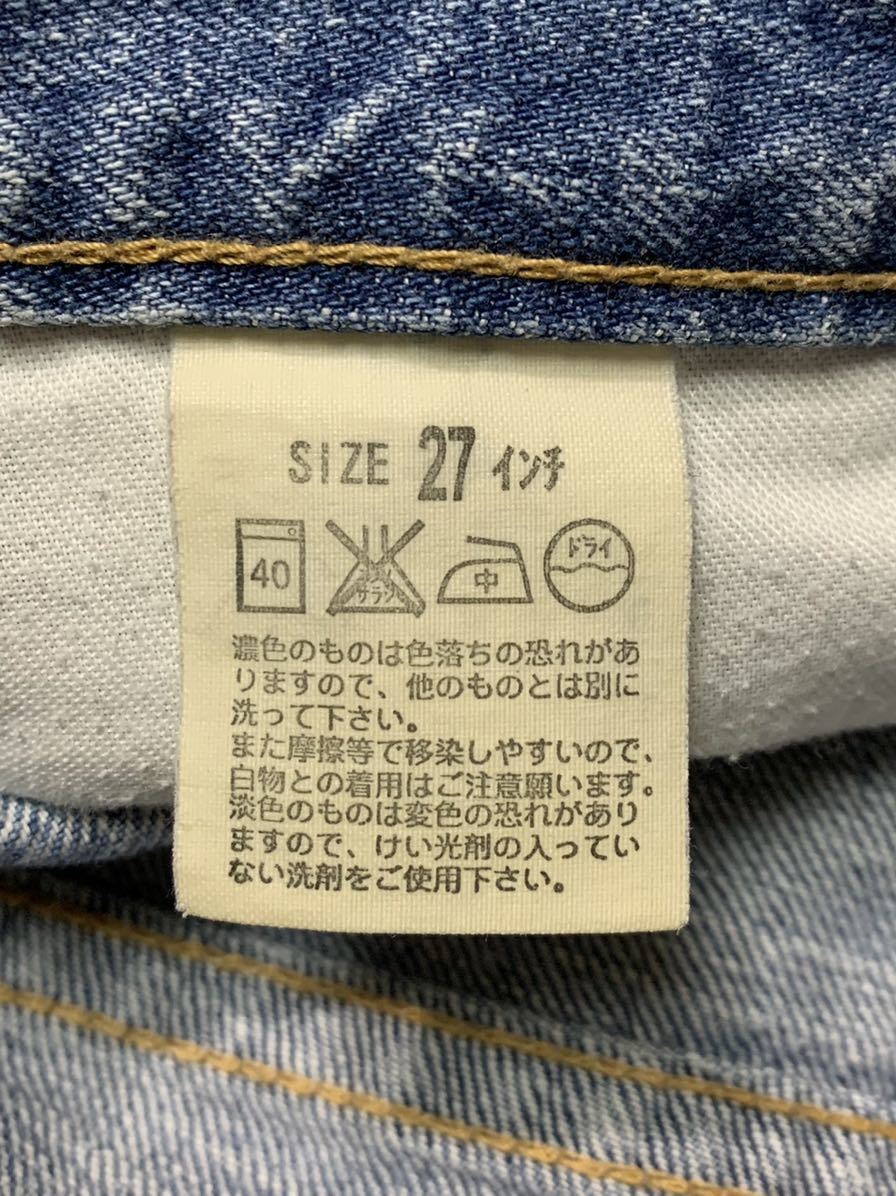 SIZE 27 インチ
40 サラシ 中 ドライ
濃色のものは色落ちの恐れがあ
りますので、他のものとは別に
洗って下さい。
また摩擦等で移染しやすいので、
白物との着用はご注意願います。
淡色のものは変色の恐れがあり
ますので、けい光剤の入ってい
ない洗剤をご使用下さい。